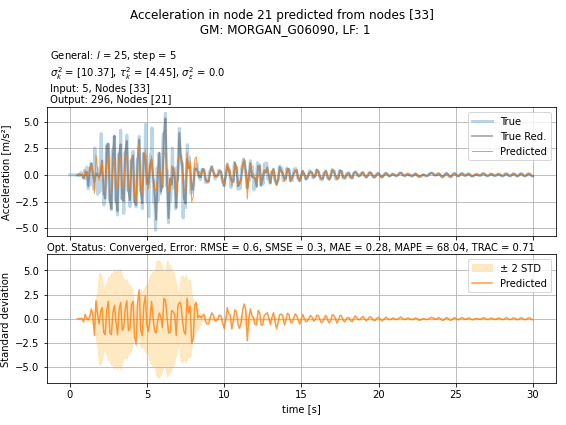 Acceleration in node 21 predicted from nodes [33]
GM: MORGAN_G06090, LF: 1
General: l = 25, step = 5
σ²ₖ = [10.37], τ²ₖ = [4.45], σ²ε = 0.0
Input: 5, Nodes [33]
Output: 296, Nodes [21]
Acceleration [m/s²]
5.0
2.5
0.0
−2.5
−5.0
True
True Red.
Predicted
Opt. Status: Converged, Error: RMSE = 0.6, SMSE = 0.3, MAE = 0.28, MAPE = 68.04, TRAC = 0.71
Standard deviation
5.0
2.5
0.0
−2.5
−5.0
± 2 STD
Predicted
0 5 10 15 20 25 30
time [s]